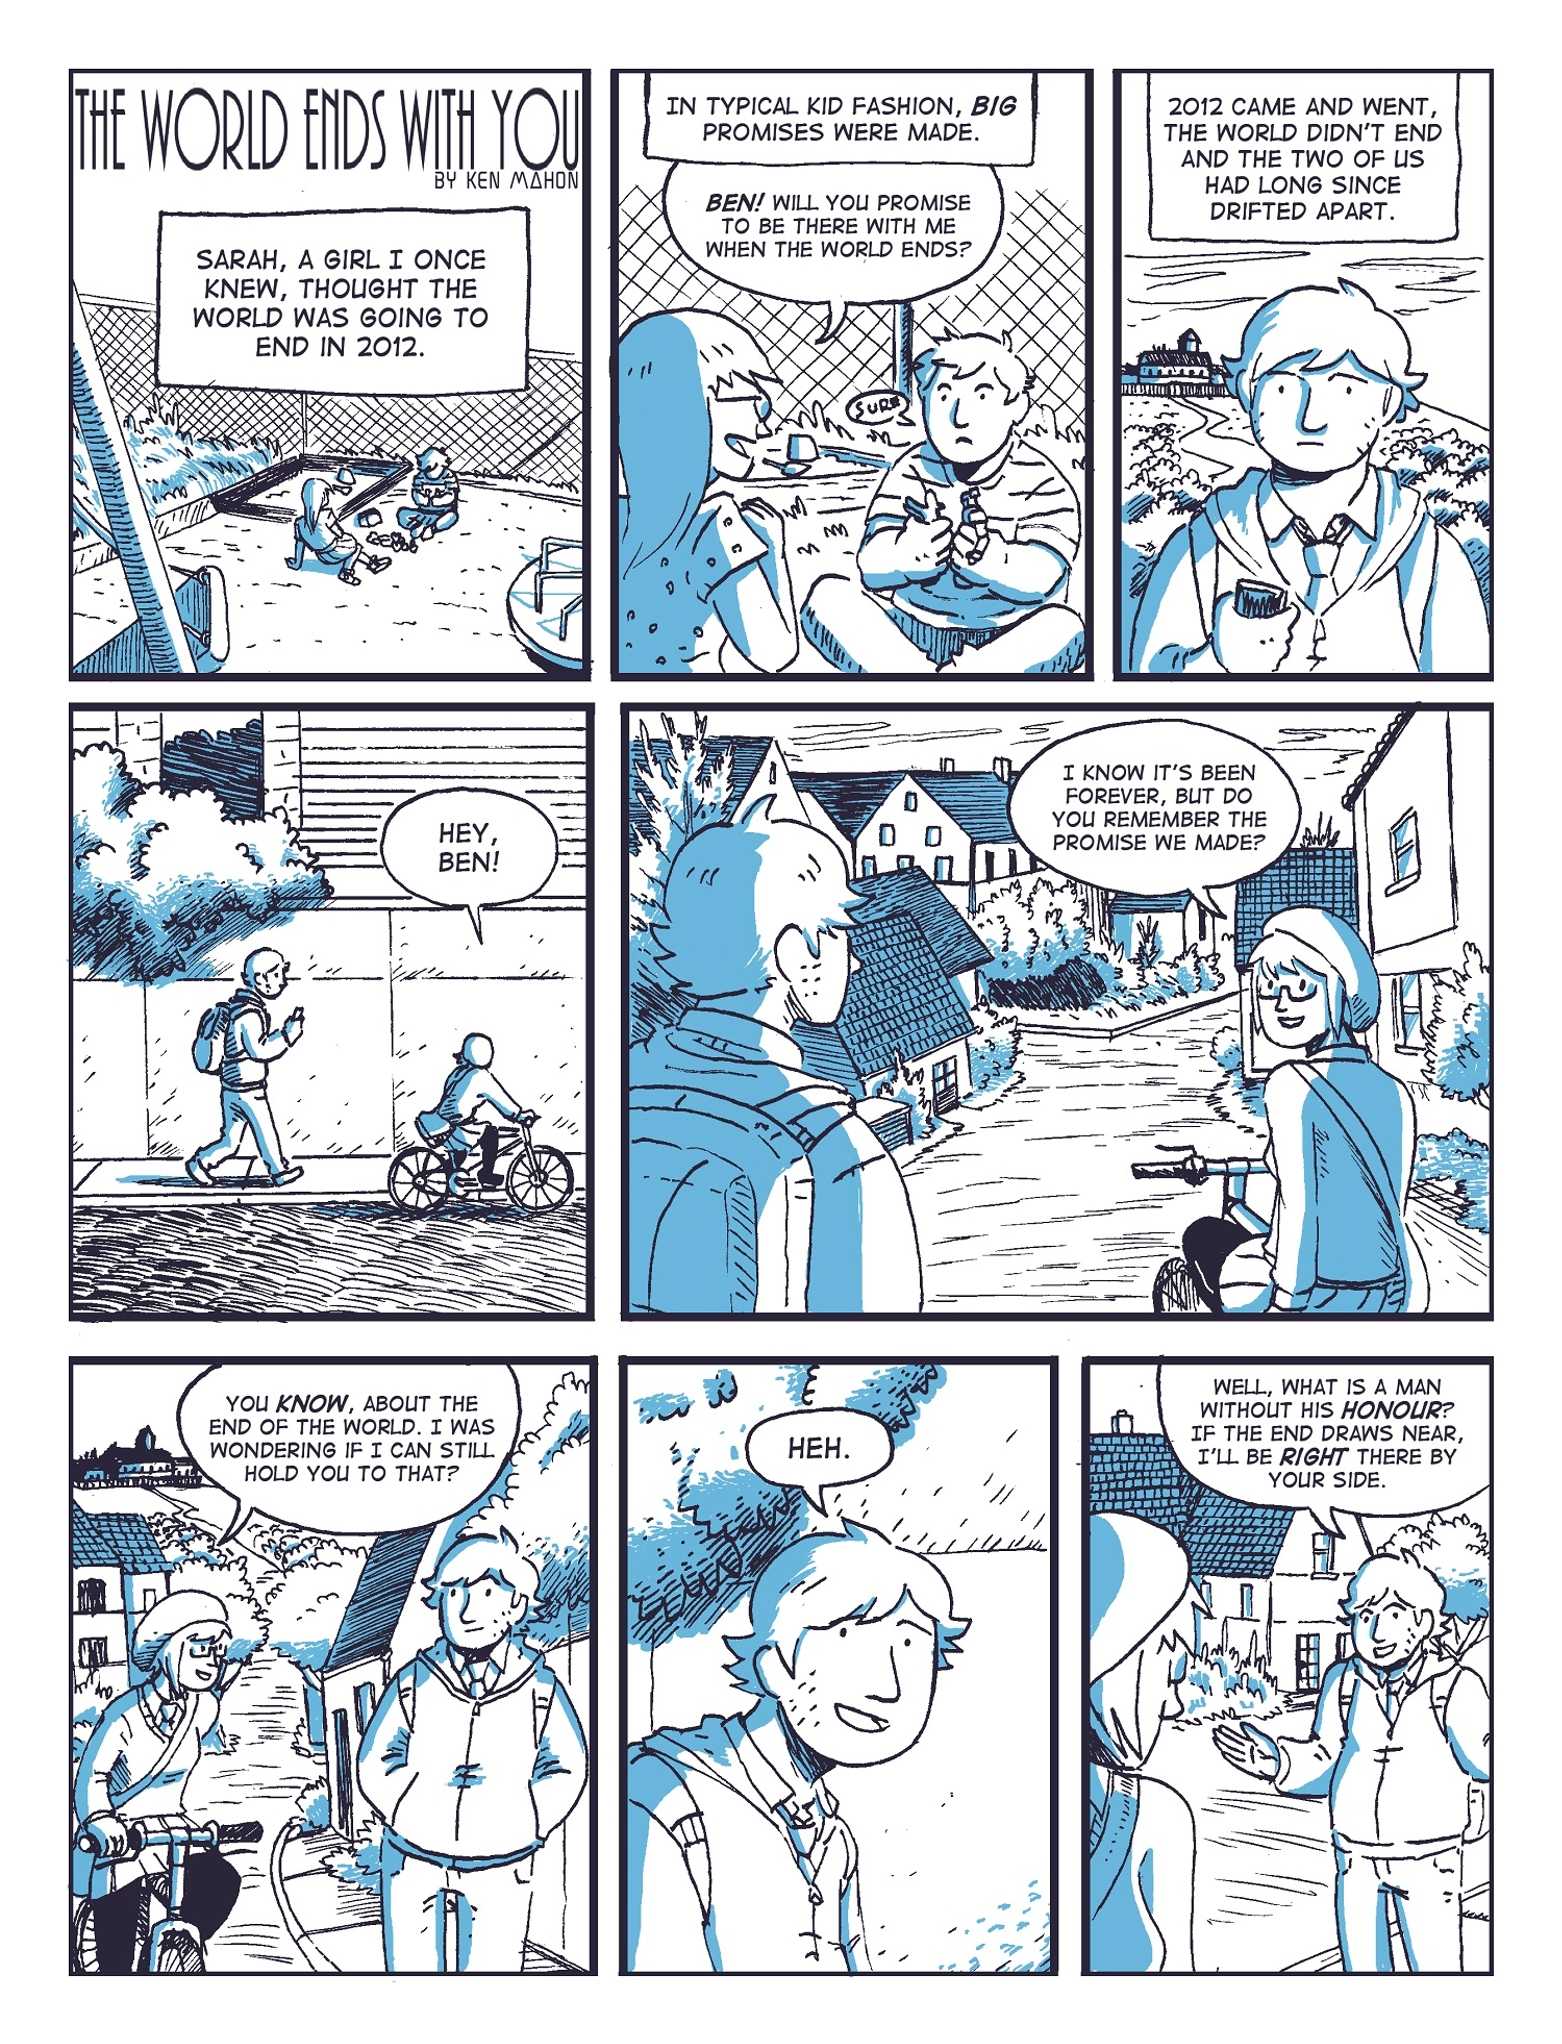 THE WORLD ENDS WITH YOU
BY KEN MAHON
SARAH, A GIRL I ONCE
KNEW, THOUGHT THE
WORLD WAS GOING TO
END IN 2012.
IN TYPICAL KID FASHION, BIG
PROMISES WERE MADE.
BEN! WILL YOU PROMISE
TO BE THERE WITH ME
WHEN THE WORLD ENDS?
SURE
2012 CAME AND WENT,
THE WORLD DIDN'T END
AND THE TWO OF US
HAD LONG SINCE
DRIFTED APART.
HEY,
BEN!
I KNOW IT'S BEEN
FOREVER, BUT DO
YOU REMEMBER THE
PROMISE WE MADE?
YOU KNOW, ABOUT THE
END OF THE WORLD. I WAS
WONDERING IF I CAN STILL
HOLD YOU TO THAT?
HEH.
WELL, WHAT IS A MAN
WITHOUT HIS HONOUR?
IF THE END DRAWS NEAR,
I'LL BE RIGHT THERE BY
YOUR SIDE.